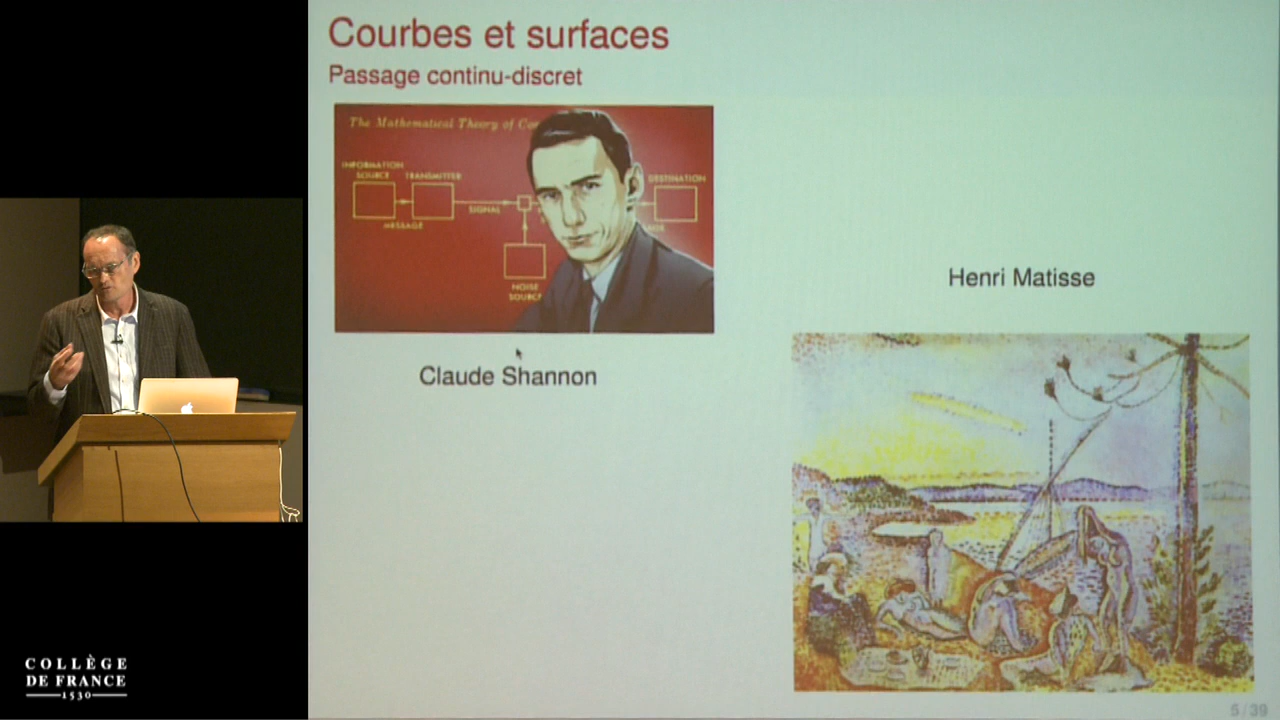 Courbes et surfaces
Passage continu-discret
The Mathematical Theory of Co
INFORMATION
SOURCE
TRANSMITTER
DESTINATION
SIGNAL
MESSAGE
NOISE
SOURCE
Claude Shannon
Henri Matisse
COLLÈGE
DE FRANCE
1530
5 / 39